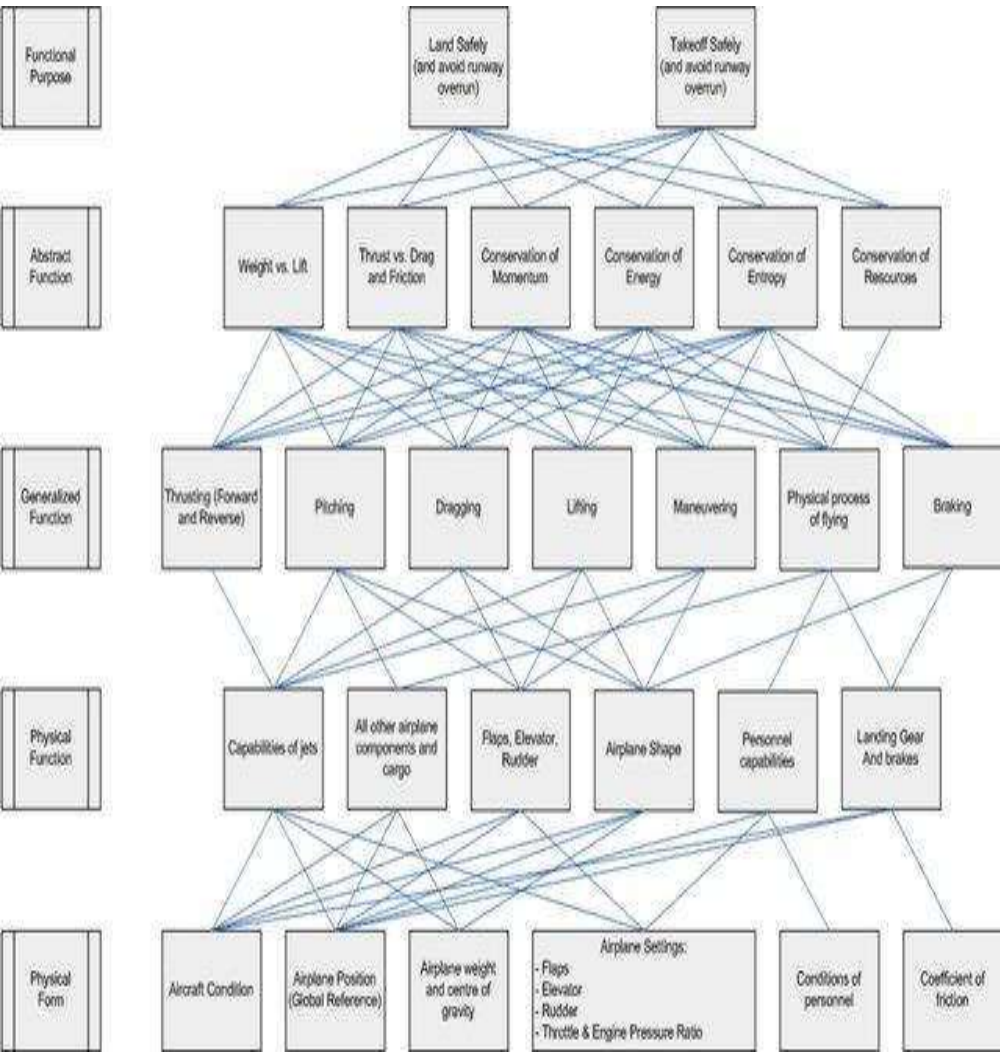 Functional
Purpose
Land Safely
(and avoid runway
overrun)
Takeoff Safely
(and avoid runway
overrun)
Abstract
Function
Weight vs. Lift
Thrust vs. Drag
and Friction
Conservation of
Momentum
Conservation of
Energy
Conservation of
Entropy
Conservation of
Resources
Generalized
Function
Thrusting (Forward
and Reverse)
Pitching
Dragging
Lifting
Maneuvering
Physical process
of flying
Braking
Physical
Function
Capabilities of jets
All other airplane
components and
cargo
Flaps, Elevator,
Rudder
Airplane Shape
Personnel
capabilities
Landing Gear
And brakes
Physical
Form
Aircraft Condition
Airplane Position
(Global Reference)
Airplane weight
and centre of
gravity
Airplane Settings:
- Flaps
- Elevator
- Rudder
- Throttle & Engine Pressure Ratio
Conditions of
personnel
Coefficient of
friction